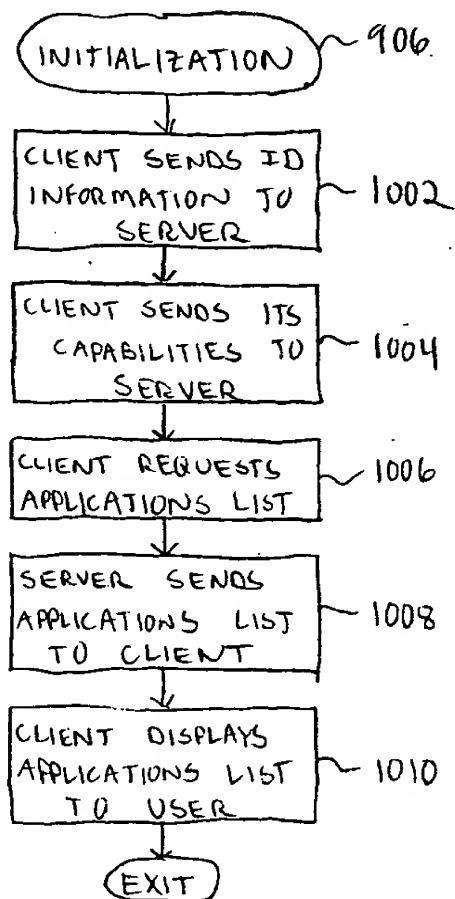 INITIALIZATION
906.
CLIENT SENDS ID
INFORMATION TO
SERVER
1002
CLIENT SENDS ITS
CAPABILITIES TO
SERVER
1004
CLIENT REQUESTS
APPLICATIONS LIST
1006
SERVER SENDS
APPLICATIONS LIST
TO CLIENT
1008
CLIENT DISPLAYS
APPLICATIONS LIST
TO USER
1010
EXIT